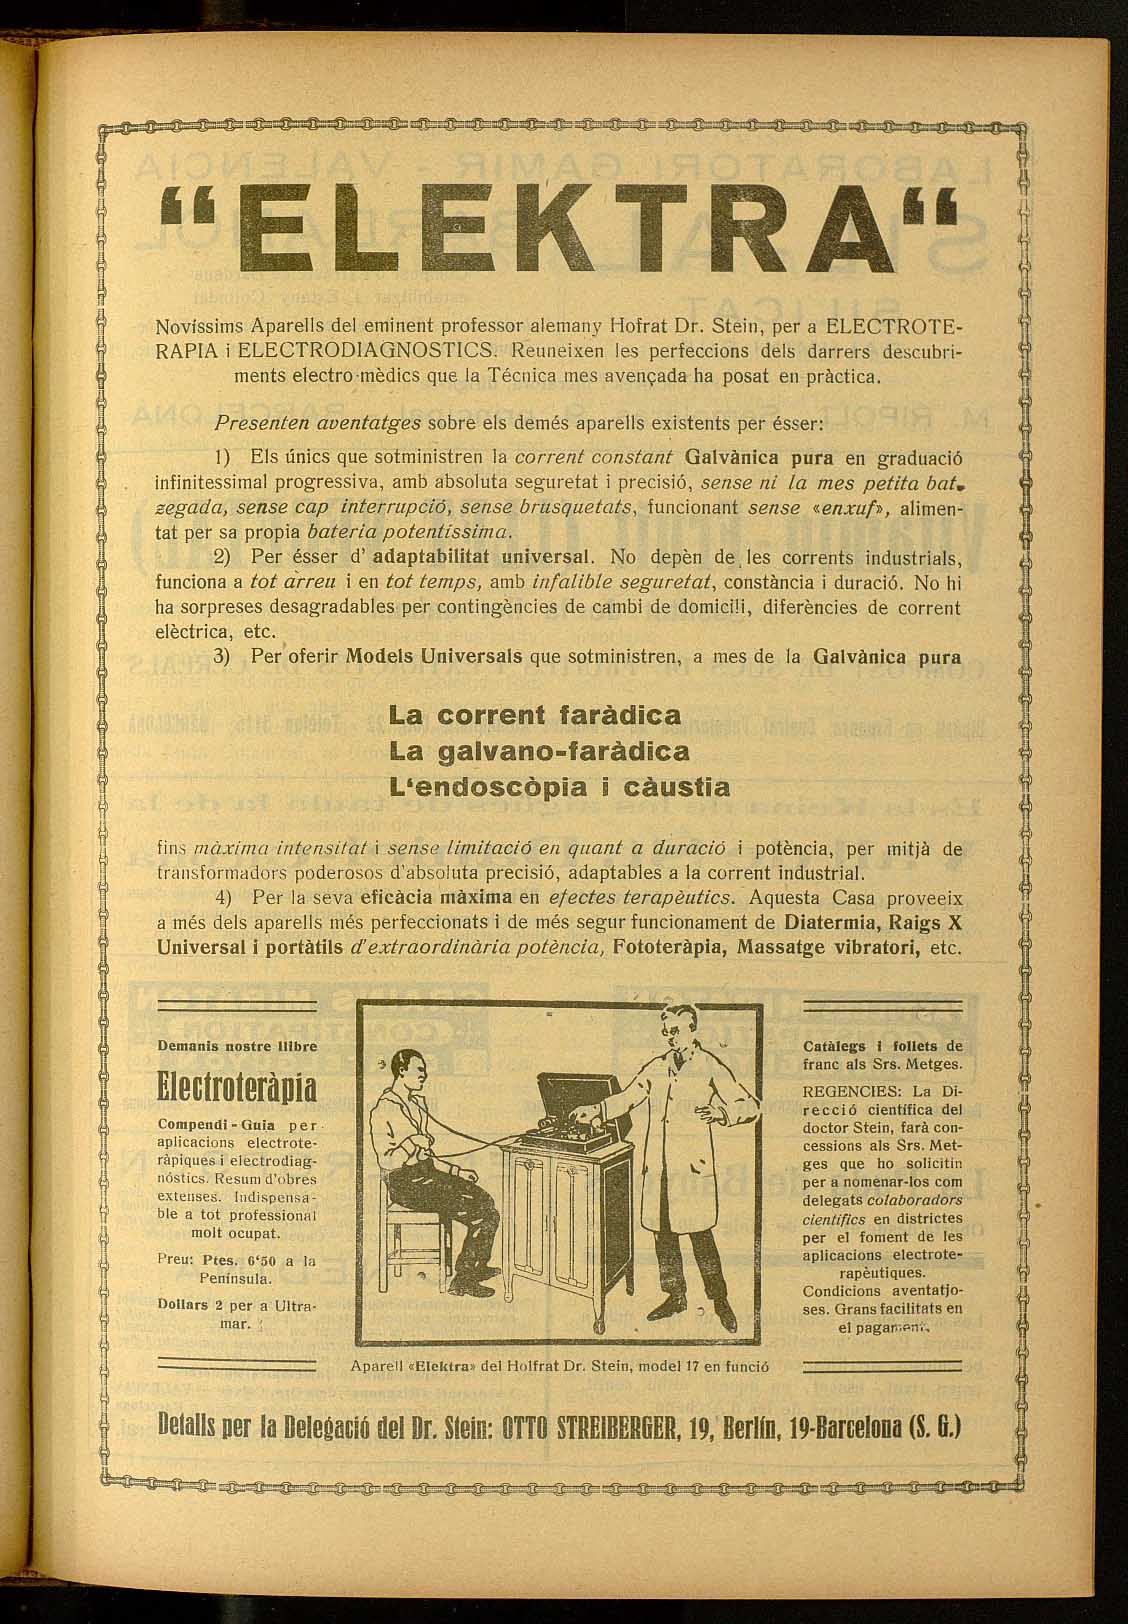 “ELEKTRA“
Novíssims Aparells del eminent professor alemany Hofrat Dr. Stein, per a ELECTROTE-
RAPIA i ELECTRODIAGNOSTICS. Reuneixen les perfeccions dels darrers descubri-
ments electro-mèdics que la Técnica mes avençada ha posat en pràctica.
Presenten aventatges sobre els demés aparells existents per ésser:
1) Els únics que sotministren la corrent constant Galvànica pura en graduació
infinitessimal progressiva, amb absoluta seguretat i precisió, sense ni la mes petita bat-
zegada, sense cap interrupció, sense brusquetats, funcionant sense «enxuf», alimen-
tat per sa propia bateria potentíssima.
2) Per ésser d' adaptabilitat universal. No depèn de les corrents industrials,
funciona a tot arreu i en tot temps, amb infalible seguretat, constància i duració. No hi
ha sorpreses desagradables per contingències de cambi de domicili, diferències de corrent
elèctrica, etc.
3) Per oferir Models Universals que sotministren, a mes de la Galvànica pura
La corrent faràdica
La galvano-faràdica
L‘endoscòpia i càustia
fins màxima intensitat i sense limitació en quant a duració i potència, per mitjà de
transformadors poderosos d'absoluta precisió, adaptables a la corrent industrial.
4) Per la seva eficàcia màxima en efectes terapèutics. Aquesta Casa proveeix
a més dels aparells més perfeccionats i de més segur funcionament de Diatermia, Raigs X
Universal i portàtils d'extraordinària potència, Fototeràpia, Massatge vibratori, etc.
Demanis nostre llibre
Electroteràpia
Compendi - Guia per
aplicacions electrote-
ràpiques i electrodiag-
nóstics. Resum d'obres
extenses. Indispensa-
ble a tot professional
molt ocupat.
Preu: Ptes. 6‘50 a la
Península.
Dollars 2 per a Ultra-
mar.
Aparell «Elektra» del Holfrat Dr. Stein, model 17 en funció
Catàlegs i follets de
franc als Srs. Metges.
REGENCIES: La Di-
recció científica del
doctor Stein, farà con-
cessions als Srs. Met-
ges que ho solicitin
per a nomenar-los com
delegats colaboradors
científics en districtes
per el foment de les
aplicacions electrote-
rapèutiques.
Condicions aventatjo-
ses. Grans facilitats en
el pagament.
Detalls per la Delegació del Dr. Stein: OTTO STREIBERGER, 19, Berlín, 19-Barcelona (S. G.)